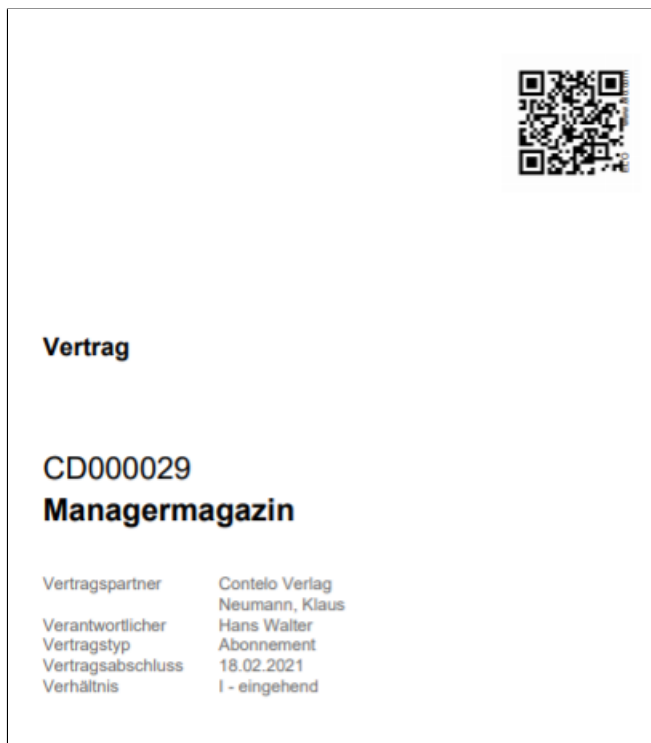 Vertrag
CD000029
Managermagazin
Vertragspartner Contelo Verlag
Neumann, Klaus
Verantwortlicher Hans Walter
Vertragstyp Abonnement
Vertragsabschluss 18.02.2021
Verhältnis I - eingehend